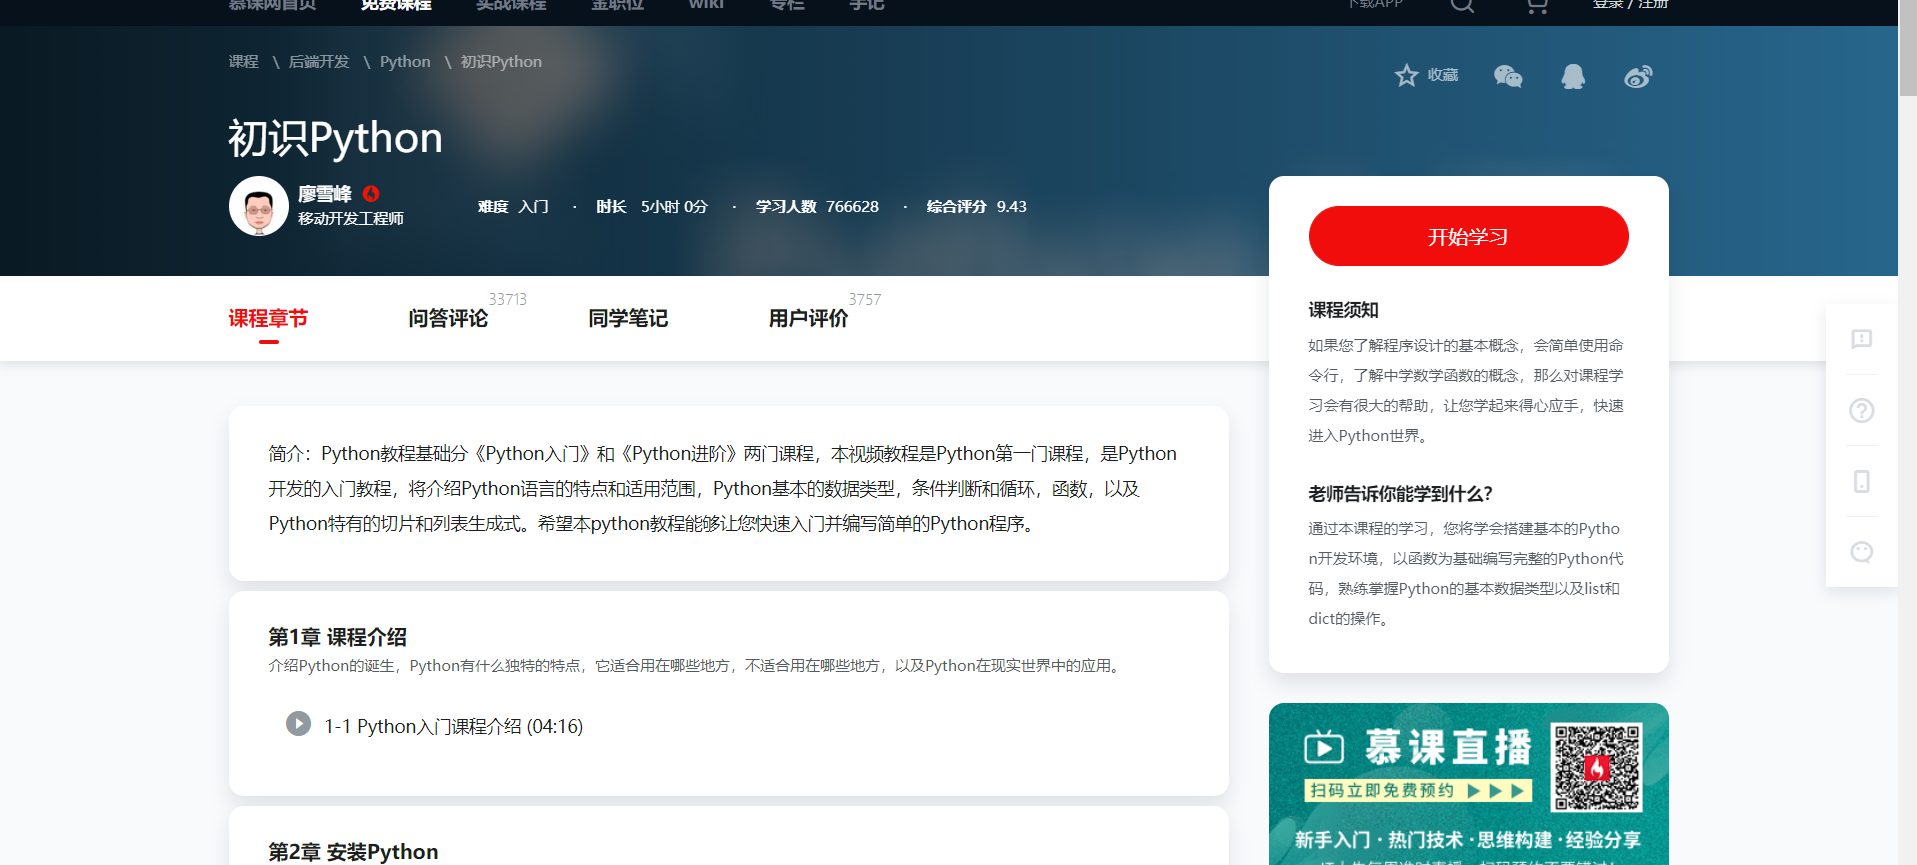 慕课网首页 免费课程 实战课程 金职位 wiki 专栏 手记 下载APP 登录 / 注册
课程 \ 后端开发 \ Python \ 初识Python
收藏
初识Python
廖雪峰
移动开发工程师
难度 入门 · 时长 5小时 0分 · 学习人数 766628 · 综合评分 9.43
开始学习
课程章节 问答评论 33713 同学笔记 用户评价 3757
简介：Python教程基础分《Python入门》和《Python进阶》两门课程，本视频教程是Python第一门课程，是Python
开发的入门教程，将介绍Python语言的特点和适用范围，Python基本的数据类型，条件判断和循环，函数，以及
Python特有的切片和列表生成式。希望本python教程能够让您快速入门并编写简单的Python程序。
第1章 课程介绍
介绍Python的诞生，Python有什么独特的特点，它适合用在哪些地方，不适合用在哪些地方，以及Python在现实世界中的应用。
1-1 Python入门课程介绍 (04:16)
第2章 安装Python
课程须知
如果您了解程序设计的基本概念，会简单使用命
令行，了解中学数学函数的概念，那么对课程学
习会有很大的帮助，让您学起来得心应手，快速
进入Python世界。
老师告诉你能学到什么？
通过本课程的学习，您将学会搭建基本的Pytho
n开发环境，以函数为基础编写完整的Python代
码，熟练掌握Python的基本数据类型以及list和
dict的操作。
慕课直播
扫码立即免费预约
新手入门 · 热门技术 · 思维构建 · 经验分享